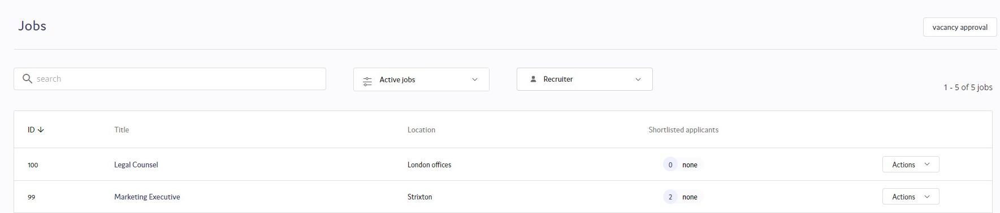 Jobs
vacancy approval
search
Active jobs
Recruiter
1 - 5 of 5 jobs
ID Title Location Shortlisted applicants
100 Legal Counsel London offices 0 none Actions
99 Marketing Executive Strixton 2 none Actions